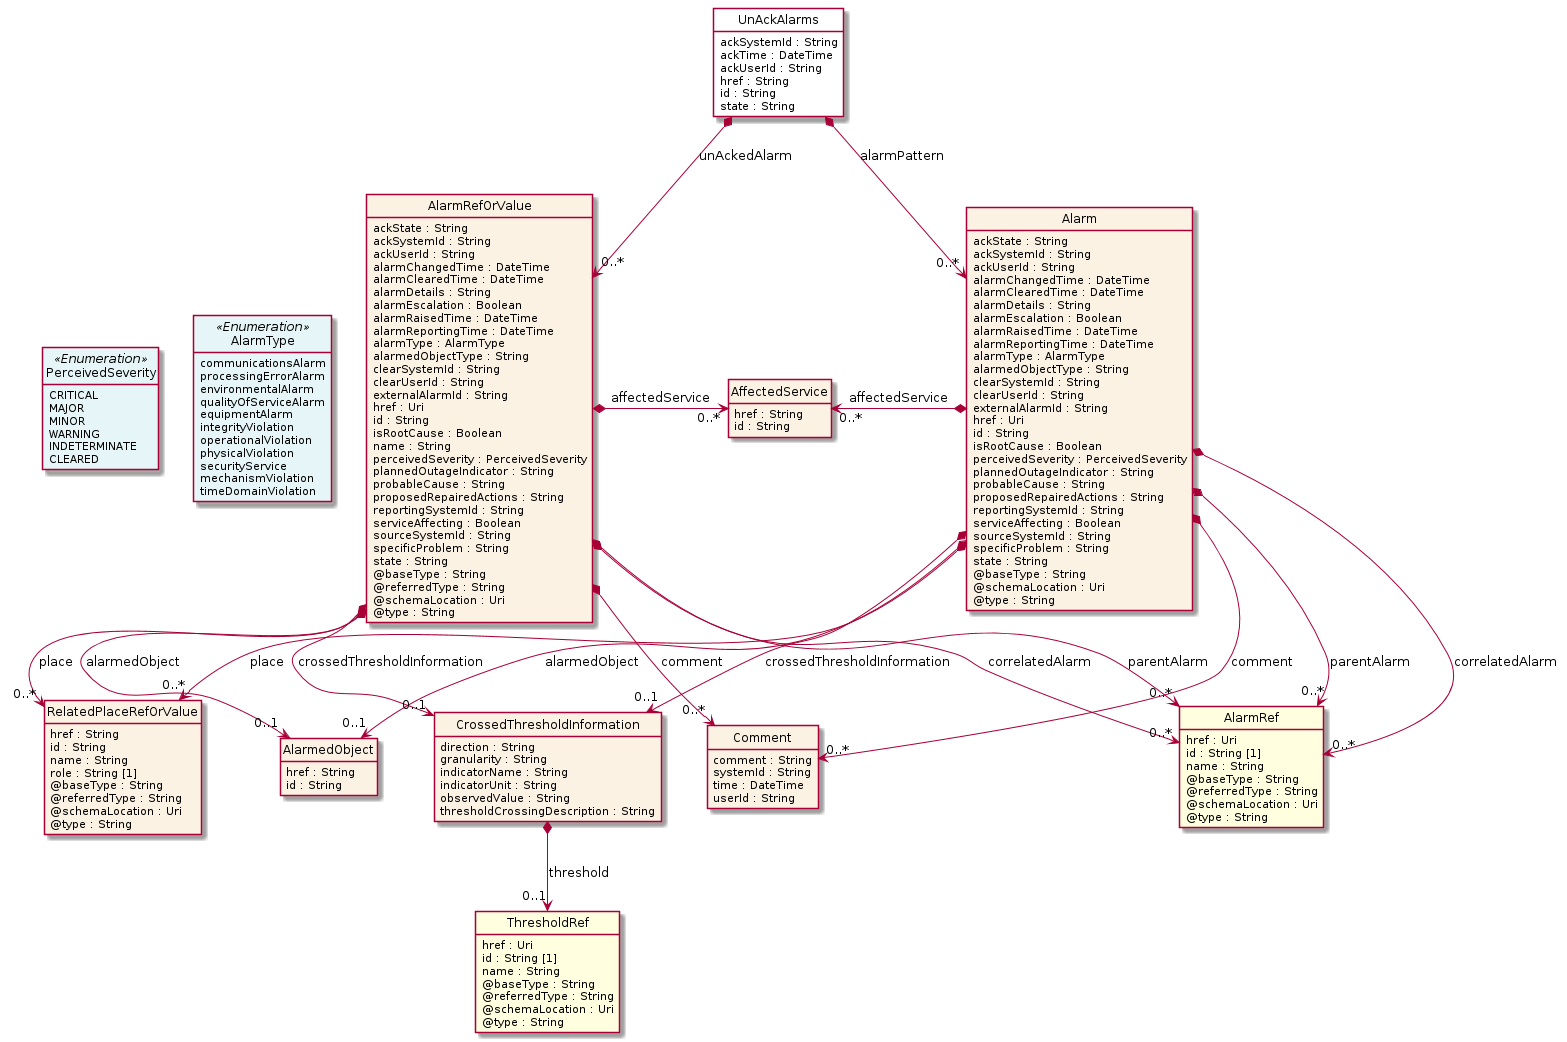 UnAckAlarms
ackSystemId : String
ackTime : DateTime
ackUserId : String
href : String
id : String
state : String
unAckedAlarm
alarmPattern
0..*
0..*
AlarmRefOrValue
ackState : String
ackSystemId : String
ackUserId : String
alarmChangedTime : DateTime
alarmClearedTime : DateTime
alarmDetails : String
alarmEscalation : Boolean
alarmRaisedTime : DateTime
alarmReportingTime : DateTime
alarmType : AlarmType
alarmedObjectType : String
clearSystemId : String
clearUserId : String
externalAlarmId : String
href : Uri
id : String
isRootCause : Boolean
name : String
perceivedSeverity : PerceivedSeverity
plannedOutageIndicator : String
probableCause : String
proposedRepairedActions : String
reportingSystemId : String
serviceAffecting : Boolean
sourceSystemId : String
specificProblem : String
state : String
@baseType : String
@referredType : String
@schemaLocation : Uri
@type : String
Alarm
ackState : String
ackSystemId : String
ackUserId : String
alarmChangedTime : DateTime
alarmClearedTime : DateTime
alarmDetails : String
alarmEscalation : Boolean
alarmRaisedTime : DateTime
alarmReportingTime : DateTime
alarmType : AlarmType
alarmedObjectType : String
clearSystemId : String
clearUserId : String
externalAlarmId : String
href : Uri
id : String
isRootCause : Boolean
perceivedSeverity : PerceivedSeverity
plannedOutageIndicator : String
probableCause : String
proposedRepairedActions : String
reportingSystemId : String
serviceAffecting : Boolean
sourceSystemId : String
specificProblem : String
state : String
@baseType : String
@schemaLocation : Uri
@type : String
«Enumeration»
PerceivedSeverity
CRITICAL
MAJOR
MINOR
WARNING
INDETERMINATE
CLEARED
«Enumeration»
AlarmType
communicationsAlarm
processingErrorAlarm
environmentalAlarm
qualityOfServiceAlarm
equipmentAlarm
integrityViolation
operationalViolation
physicalViolation
securityService
mechanismViolation
timeDomainViolation
affectedService
0..*
AffectedService
href : String
id : String
affectedService
0..*
place
alarmedObject
place
crossedThresholdInformation
alarmedObject
comment
crossedThresholdInformation
correlatedAlarm
parentAlarm
comment
parentAlarm
correlatedAlarm
0..*
0..*
0..1
0..1
0..1
0..1
0..*
0..*
0..*
0..*
0..*
0..*
RelatedPlaceRefOrValue
href : String
id : String
name : String
role : String [1]
@baseType : String
@referredType : String
@schemaLocation : Uri
@type : String
AlarmedObject
href : String
id : String
CrossedThresholdInformation
direction : String
granularity : String
indicatorName : String
indicatorUnit : String
observedValue : String
thresholdCrossingDescription : String
Comment
comment : String
systemId : String
time : DateTime
userId : String
AlarmRef
href : Uri
id : String [1]
name : String
@baseType : String
@referredType : String
@schemaLocation : Uri
@type : String
threshold
0..1
ThresholdRef
href : Uri
id : String [1]
name : String
@baseType : String
@referredType : String
@schemaLocation : Uri
@type : String